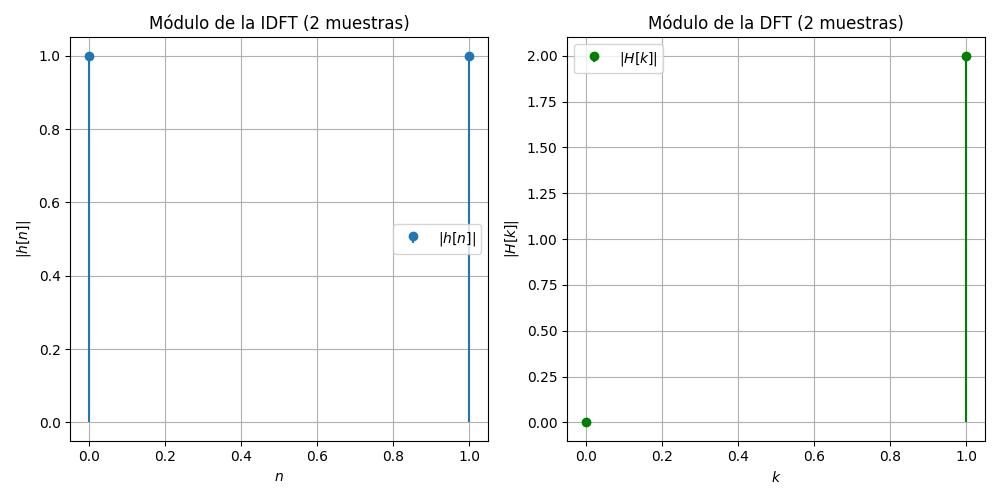 Módulo de la IDFT (2 muestras)
1.0
0.8
0.6
0.4
0.2
0.0
|h[n]|
|h[n]|
0.0 0.2 0.4 0.6 0.8 1.0
n
Módulo de la DFT (2 muestras)
|H[k]|
2.00
1.75
1.50
1.25
1.00
0.75
0.50
0.25
0.00
|H[k]|
0.0 0.2 0.4 0.6 0.8 1.0
k